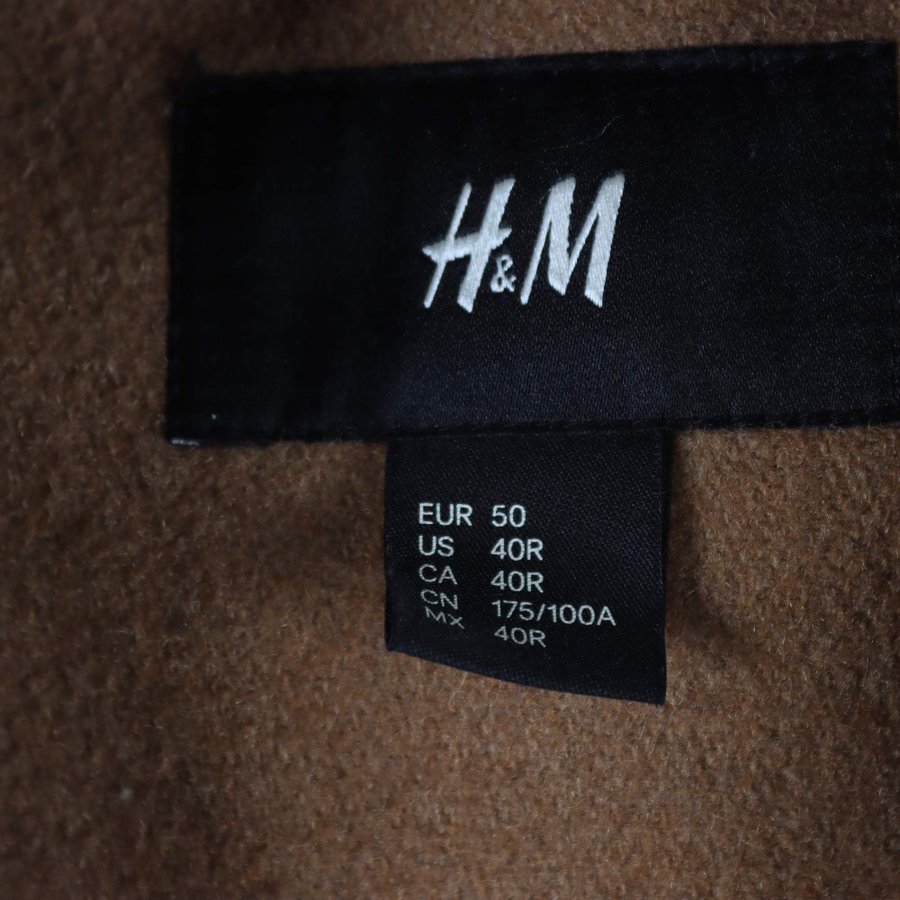 H&M
EUR 50
US 40R
CA 40R
CN 175/100A
MX 40R